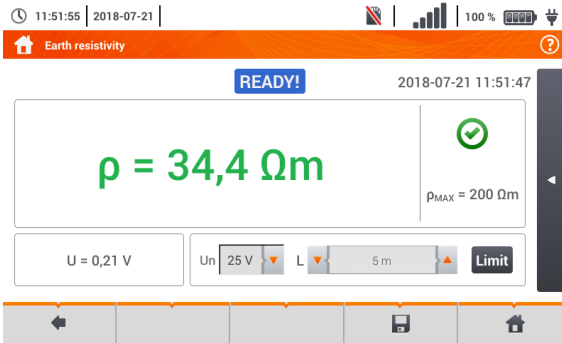 11:51:55 2018-07-21 100 %
Earth resistivity ?
READY! 2018-07-21 11:51:47
ρ = 34,4 Ωm
ρMAX = 200 Ωm
U = 0,21 V Un 25 V L 5 m Limit